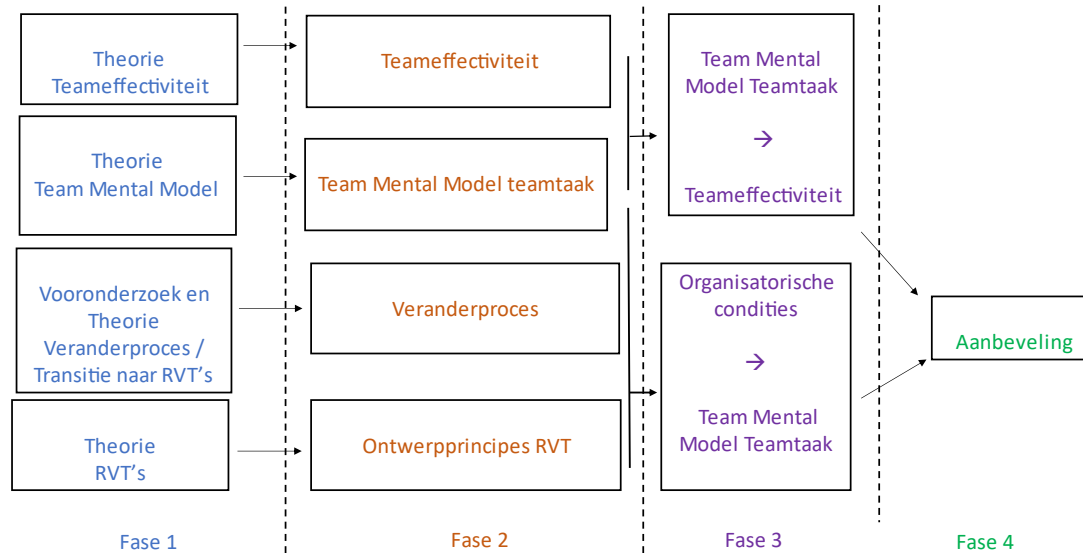 Theorie
Teameffectiviteit
Theorie
Team Mental Model
Vooronderzoek en
Theorie
Veranderproces /
Transitie naar RVT's
Theorie
RVT's
Fase 1
Teameffectiviteit
Team Mental Model teamtaak
Veranderproces
Ontwerpprincipes RVT
Fase 2
Team Mental
Model Teamtaak
→
Teameffectiviteit
Organisatorische
condities
→
Team Mental
Model Teamtaak
Fase 3
Aanbeveling
Fase 4